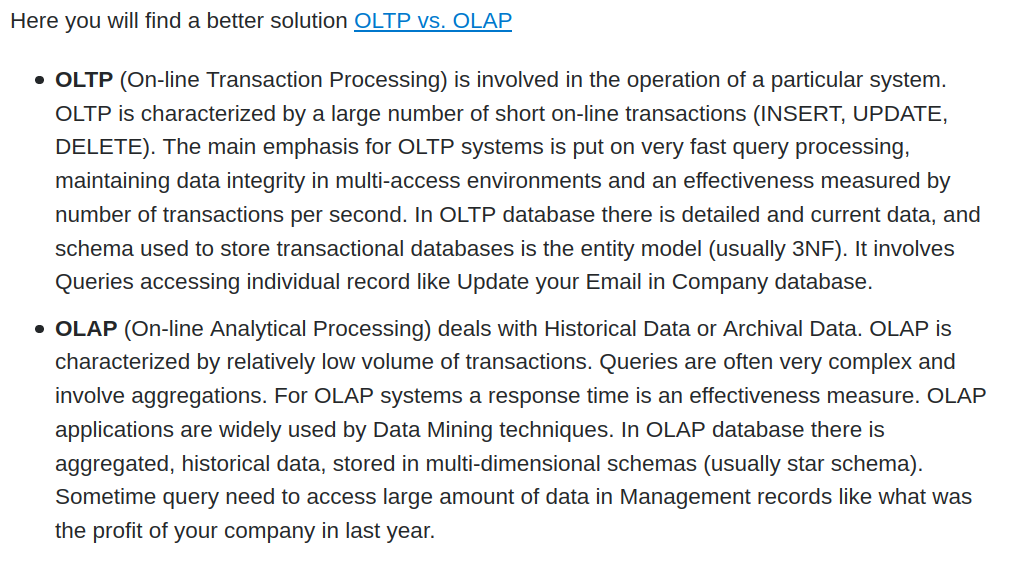 Here you will find a better solution OLTP vs. OLAP
OLTP (On-line Transaction Processing) is involved in the operation of a particular system.
OLTP is characterized by a large number of short on-line transactions (INSERT, UPDATE,
DELETE). The main emphasis for OLTP systems is put on very fast query processing,
maintaining data integrity in multi-access environments and an effectiveness measured by
number of transactions per second. In OLTP database there is detailed and current data, and
schema used to store transactional databases is the entity model (usually 3NF). It involves
Queries accessing individual record like Update your Email in Company database.
OLAP (On-line Analytical Processing) deals with Historical Data or Archival Data. OLAP is
characterized by relatively low volume of transactions. Queries are often very complex and
involve aggregations. For OLAP systems a response time is an effectiveness measure. OLAP
applications are widely used by Data Mining techniques. In OLAP database there is
aggregated, historical data, stored in multi-dimensional schemas (usually star schema).
Sometime query need to access large amount of data in Management records like what was
the profit of your company in last year.